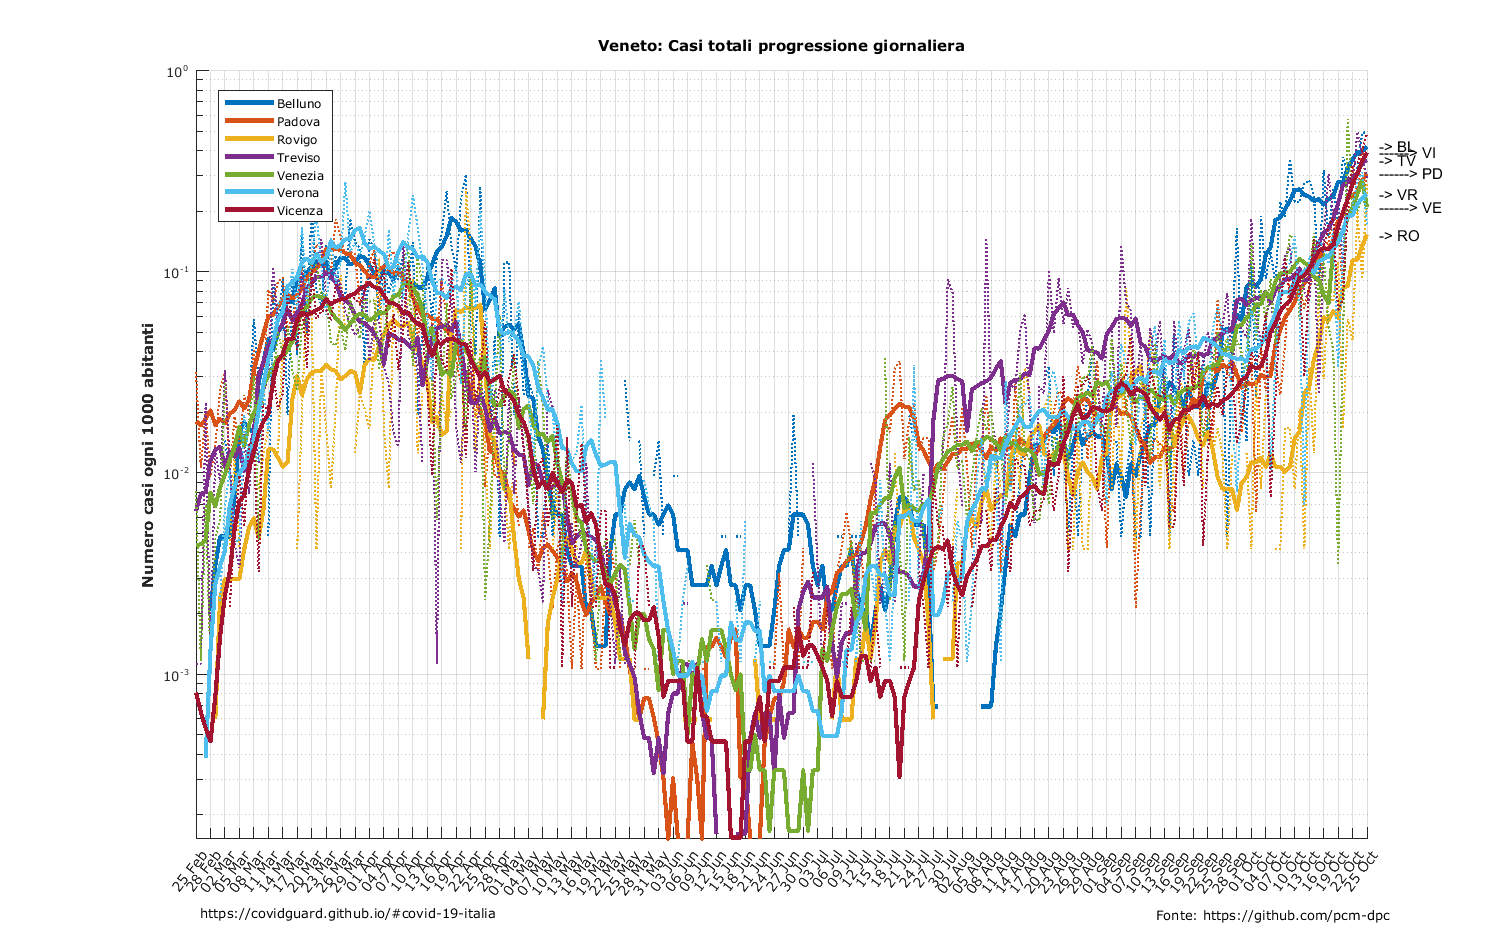 Veneto: Casi totali progressione giornaliera
10⁰
Belluno
Padova
Rovigo
Treviso
Venezia
Verona
Vicenza
-> BL
------> VI
-> TV
------> PD
-> VR
------> VE
-> RO
10⁻¹
10⁻²
10⁻³
Numero casi ogni 1000 abitanti
25 Feb
28 Feb
02 Mar
05 Mar
08 Mar
11 Mar
14 Mar
17 Mar
20 Mar
23 Mar
26 Mar
29 Mar
01 Apr
04 Apr
07 Apr
10 Apr
13 Apr
16 Apr
19 Apr
22 Apr
25 Apr
28 Apr
01 May
04 May
07 May
10 May
13 May
16 May
19 May
22 May
25 May
28 May
31 May
03 Jun
06 Jun
09 Jun
12 Jun
15 Jun
18 Jun
21 Jun
24 Jun
27 Jun
30 Jun
03 Jul
06 Jul
09 Jul
12 Jul
15 Jul
18 Jul
21 Jul
24 Jul
27 Jul
30 Jul
02 Aug
05 Aug
08 Aug
11 Aug
14 Aug
17 Aug
20 Aug
23 Aug
26 Aug
29 Aug
01 Sep
04 Sep
07 Sep
10 Sep
13 Sep
16 Sep
19 Sep
22 Sep
25 Sep
28 Sep
01 Oct
04 Oct
07 Oct
10 Oct
13 Oct
16 Oct
19 Oct
22 Oct
25 Oct
https://covidguard.github.io/#covid-19-italia
Fonte: https://github.com/pcm-dpc